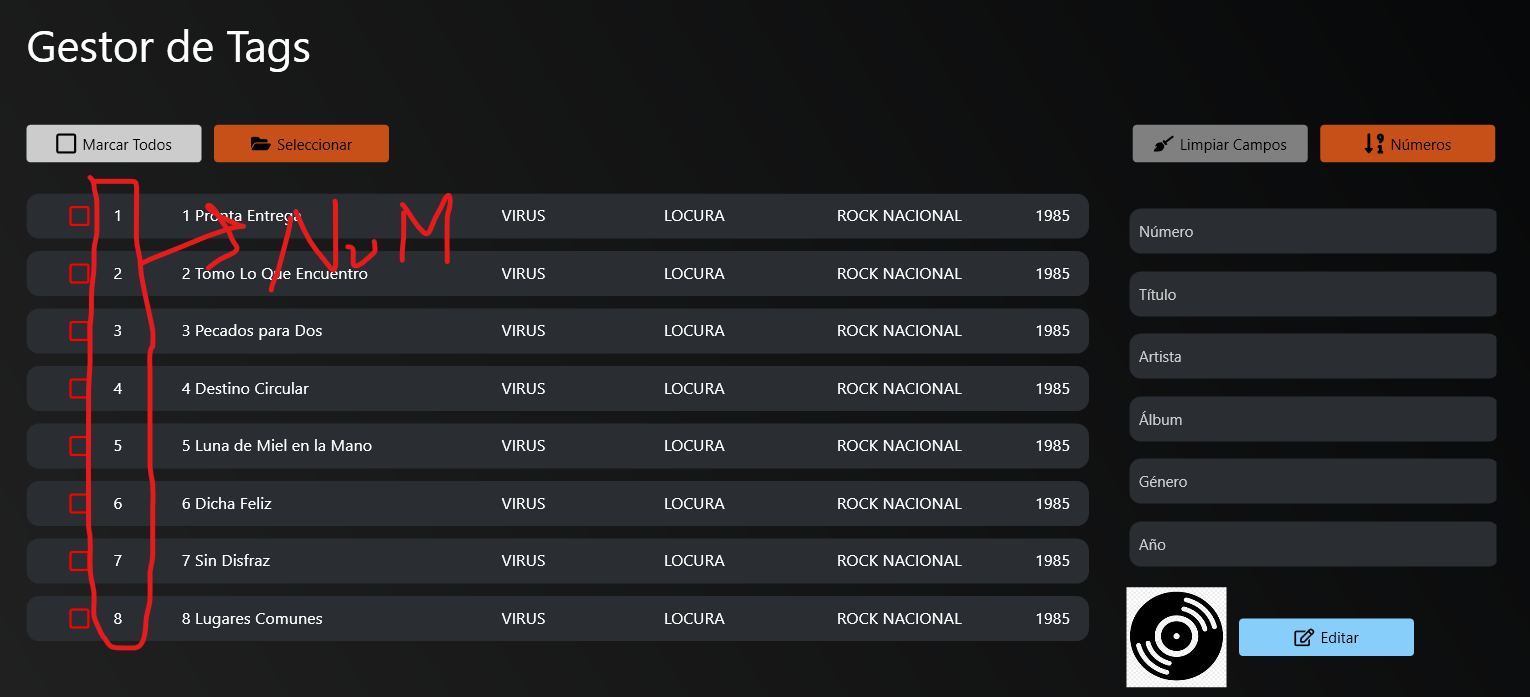 Gestor de Tags
Marcar Todos Seleccionar Limpiar Campos Números
1 1 Pronta Entrega VIRUS LOCURA ROCK NACIONAL 1985
NuM
2 2 Tomo Lo Que Encuentro VIRUS LOCURA ROCK NACIONAL 1985
3 3 Pecados para Dos VIRUS LOCURA ROCK NACIONAL 1985
4 4 Destino Circular VIRUS LOCURA ROCK NACIONAL 1985
5 5 Luna de Miel en la Mano VIRUS LOCURA ROCK NACIONAL 1985
6 6 Dicha Feliz VIRUS LOCURA ROCK NACIONAL 1985
7 7 Sin Disfraz VIRUS LOCURA ROCK NACIONAL 1985
8 8 Lugares Comunes VIRUS LOCURA ROCK NACIONAL 1985
Número
Título
Artista
Álbum
Género
Año
Editar